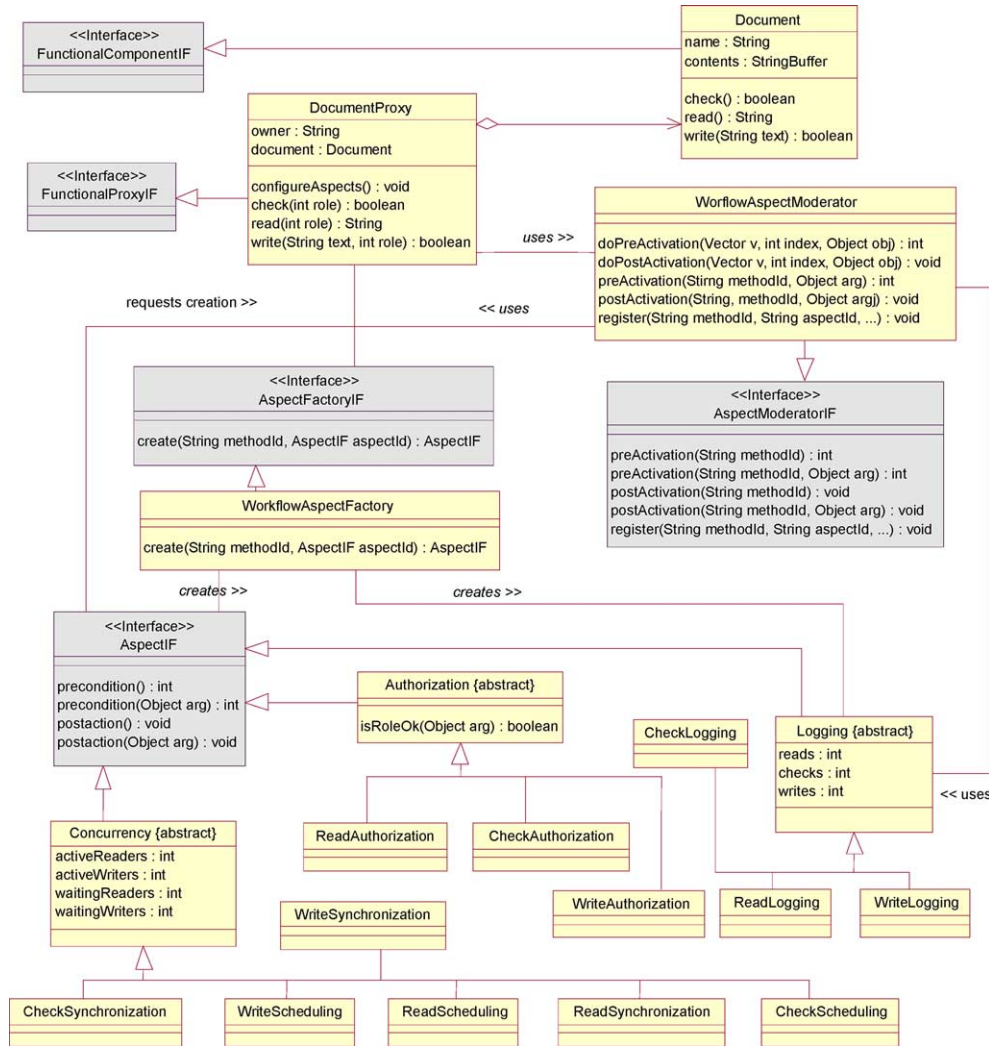 <<Interface>>
FunctionalComponentIF
Document
name : String
contents : StringBuffer
check() : boolean
read() : String
write(String text) : boolean
DocumentProxy
owner : String
document : Document
configureAspects() : void
check(int role) : boolean
read(int role) : String
write(String text, int role) : boolean
<<Interface>>
FunctionalProxyIF
uses >>
WorflowAspectModerator
doPreActivation(Vector v, int index, Object obj) : int
doPostActivation(Vector v, int index, Object obj) : void
preActivation(Stirng methodId, Object arg) : int
postActivation(String, methodId, Object argj) : void
register(String methodId, String aspectId, ...) : void
requests creation >>
<< uses
<<Interface>>
AspectFactoryIF
create(String methodId, AspectIF aspectId) : AspectIF
<<Interface>>
AspectModeratorIF
preActivation(String methodId) : int
preActivation(String methodId, Object arg) : int
postActivation(String methodId) : void
postActivation(String methodId, Object arg) : void
register(String methodId, String aspectId, ...) : void
WorkflowAspectFactory
create(String methodId, AspectIF aspectId) : AspectIF
creates >>
creates >>
<<Interface>>
AspectIF
precondition() : int
precondition(Object arg) : int
postaction() : void
postaction(Object arg) : void
Authorization {abstract}
isRoleOk(Object arg) : boolean
CheckLogging
Logging {abstract}
reads : int
checks : int
writes : int
<< uses
Concurrency {abstract}
activeReaders : int
activeWriters : int
waitingReaders : int
waitingWriters : int
ReadAuthorization
CheckAuthorization
WriteAuthorization
ReadLogging
WriteLogging
WriteSynchronization
CheckSynchronization
WriteScheduling
ReadScheduling
ReadSynchronization
CheckScheduling